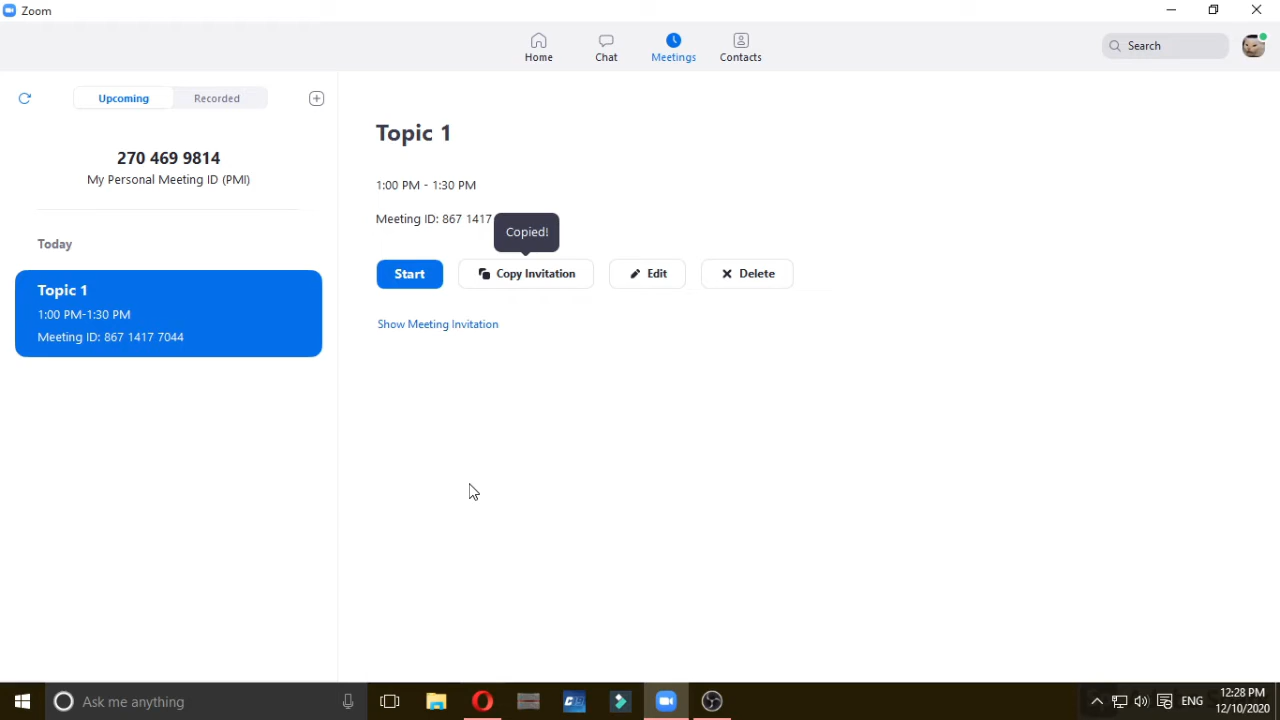 Zoom
Home
Chat
Meetings
Contacts
Search
Upcoming
Recorded
270 469 9814
My Personal Meeting ID (PMI)
Today
Topic 1
1:00 PM-1:30 PM
Meeting ID: 867 1417 7044
Topic 1
1:00 PM - 1:30 PM
Meeting ID: 867 1417
Copied!
Start
Copy Invitation
Edit
Delete
Show Meeting Invitation
Ask me anything
ENG
12:28 PM
12/10/2020